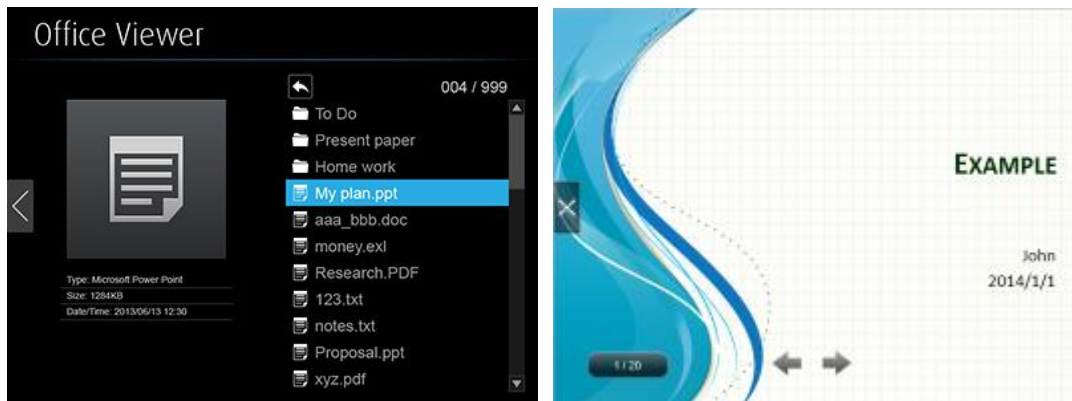 Office Viewer
004 / 999
To Do
Present paper
Home work
My plan.ppt
aaa_bbb.doc
money.exl
Research.PDF
123.txt
notes.txt
Proposal.ppt
xyz.pdf
Type: Microsoft Power Point
Size: 1284KB
Date/Time: 2013/06/13 12:30
EXAMPLE
John
2014/1/1
1 / 20